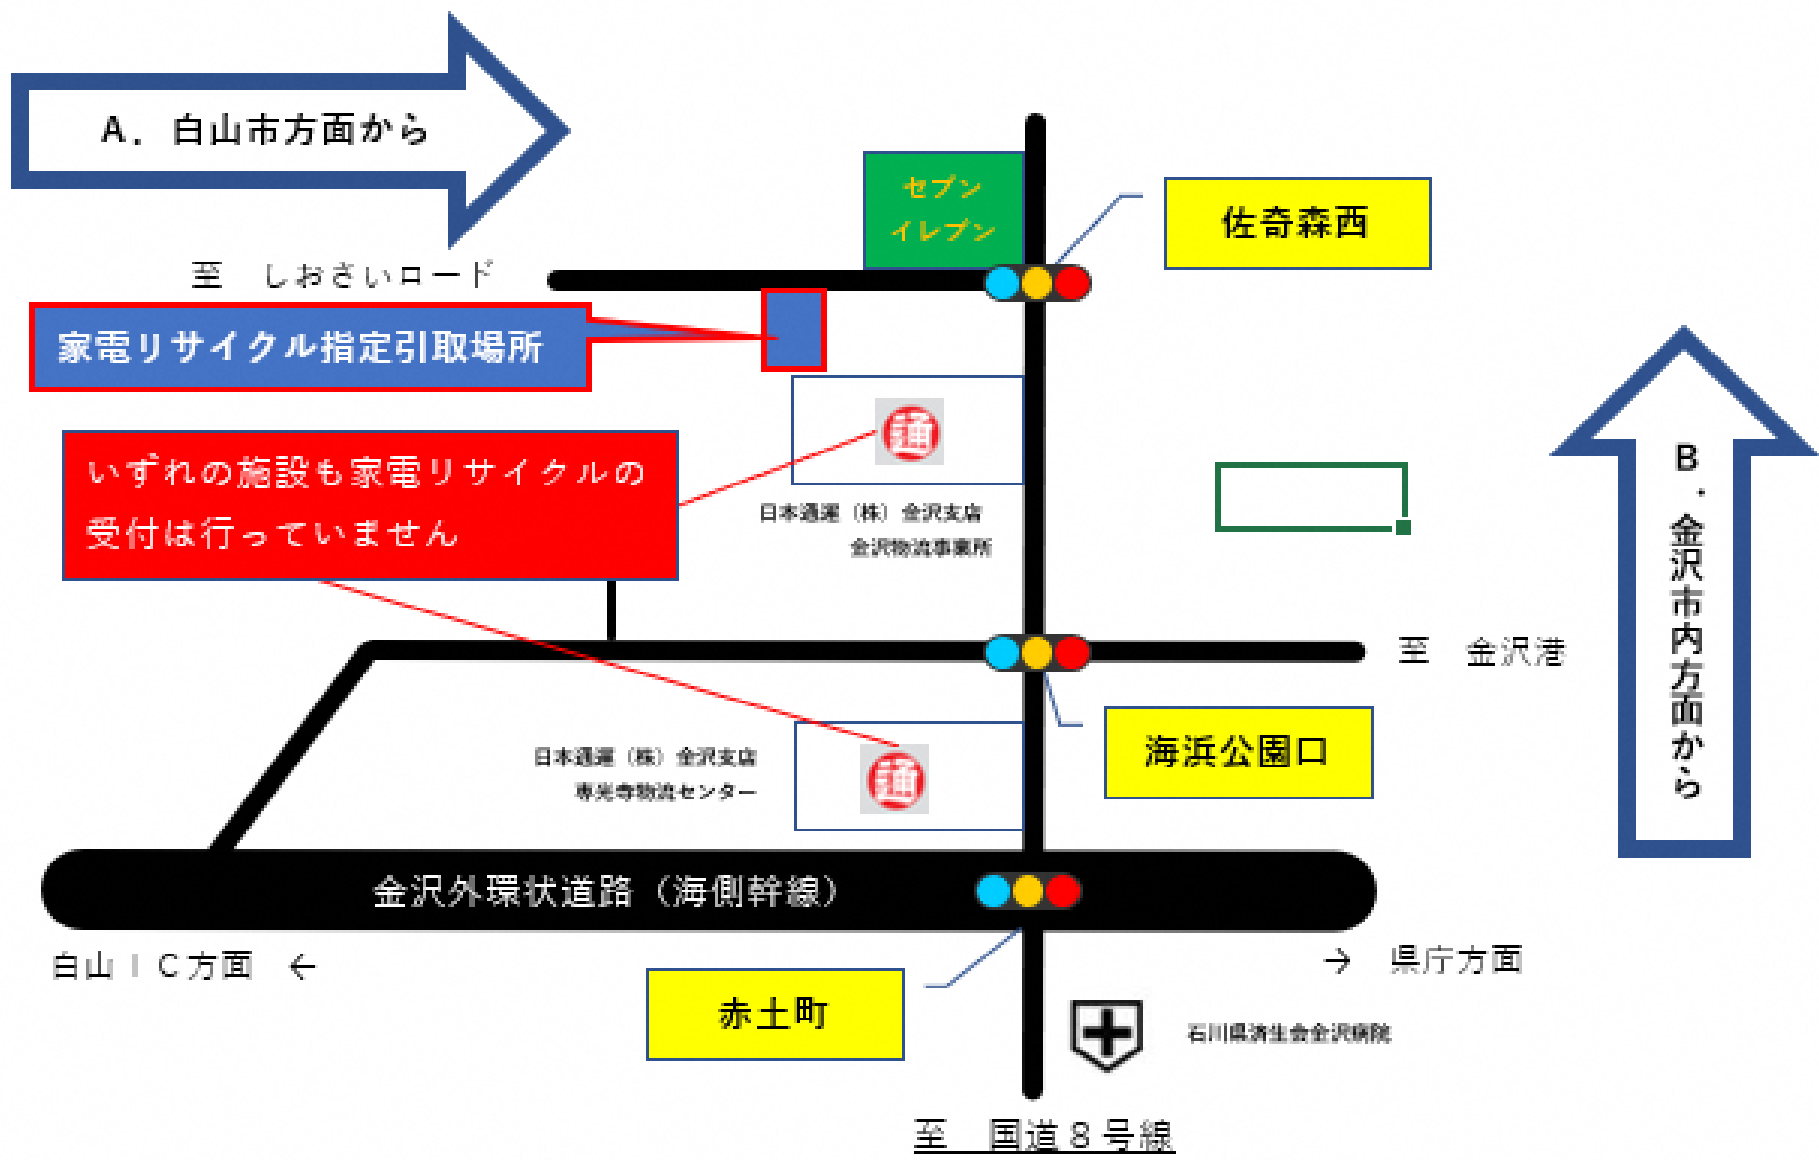 A．白山市方面から
セブン
イレブン
佐奇森西
至　しおさいロード
家電リサイクル指定引取場所
通
いずれの施設も家電リサイクルの
受付は行っていません
日本通運（株）金沢支店
金沢物流事業所
B．金沢市内方面から
至　金沢港
海浜公園口
日本通運（株）金沢支店
専光寺物流センター
通
金沢外環状道路（海側幹線）
白山ＩＣ方面　←
→　県庁方面
赤土町
石川県済生会金沢病院
至　国道８号線